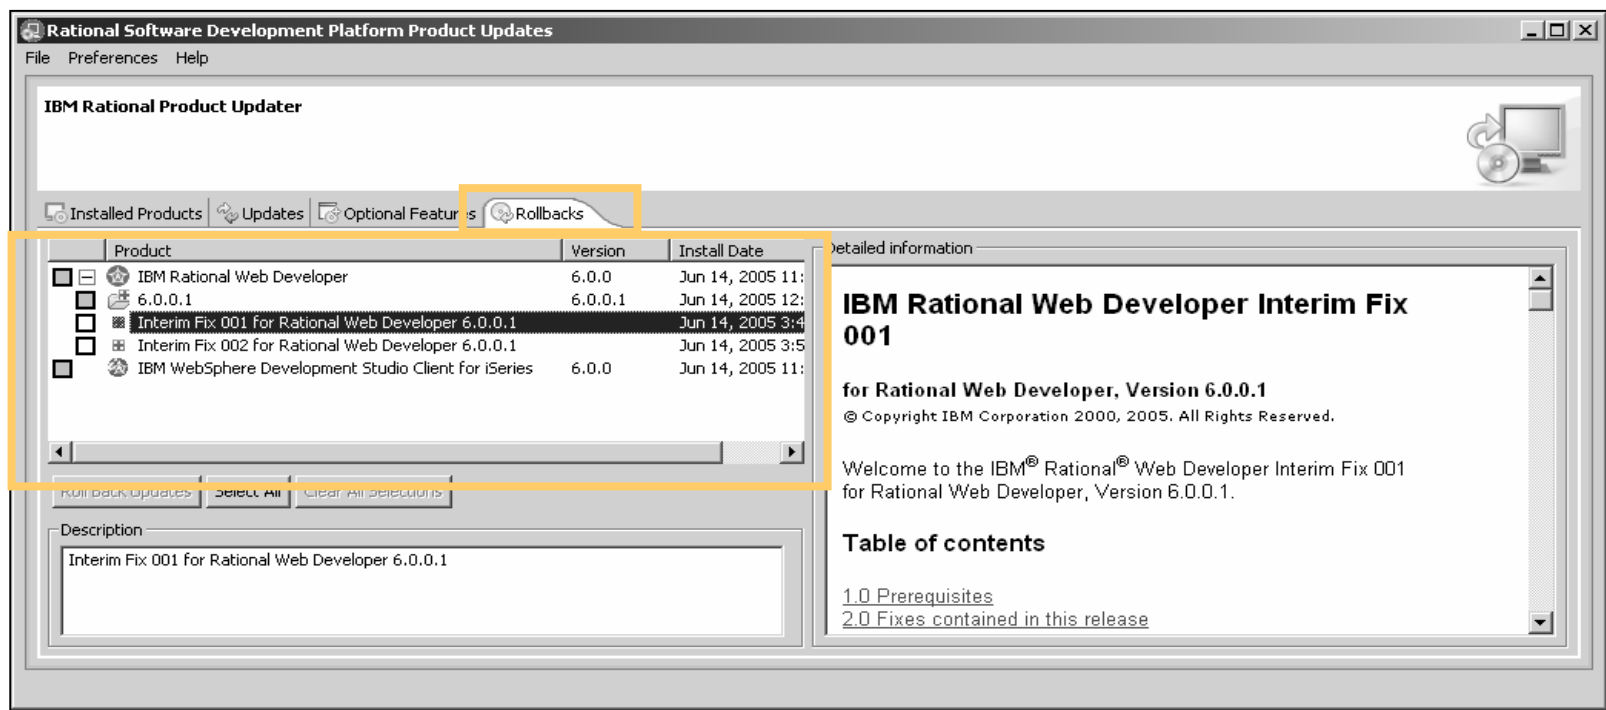 Rational Software Development Platform Product Updates
File Preferences Help
IBM Rational Product Updater
Installed Products Updates Optional Features Rollbacks
Product Version Install Date
IBM Rational Web Developer 6.0.0 Jun 14, 2005 11:
6.0.0.1 6.0.0.1 Jun 14, 2005 12:
Interim Fix 001 for Rational Web Developer 6.0.0.1 Jun 14, 2005 3:4
Interim Fix 002 for Rational Web Developer 6.0.0.1 Jun 14, 2005 3:5
IBM WebSphere Development Studio Client for iSeries 6.0.0 Jun 14, 2005 11:
Roll Back Updates Select All Clear All Selections
Description
Interim Fix 001 for Rational Web Developer 6.0.0.1
Detailed information
IBM Rational Web Developer Interim Fix
001
for Rational Web Developer, Version 6.0.0.1
© Copyright IBM Corporation 2000, 2005. All Rights Reserved.
Welcome to the IBM® Rational® Web Developer Interim Fix 001
for Rational Web Developer, Version 6.0.0.1.
Table of contents
1.0 Prerequisites
2.0 Fixes contained in this release